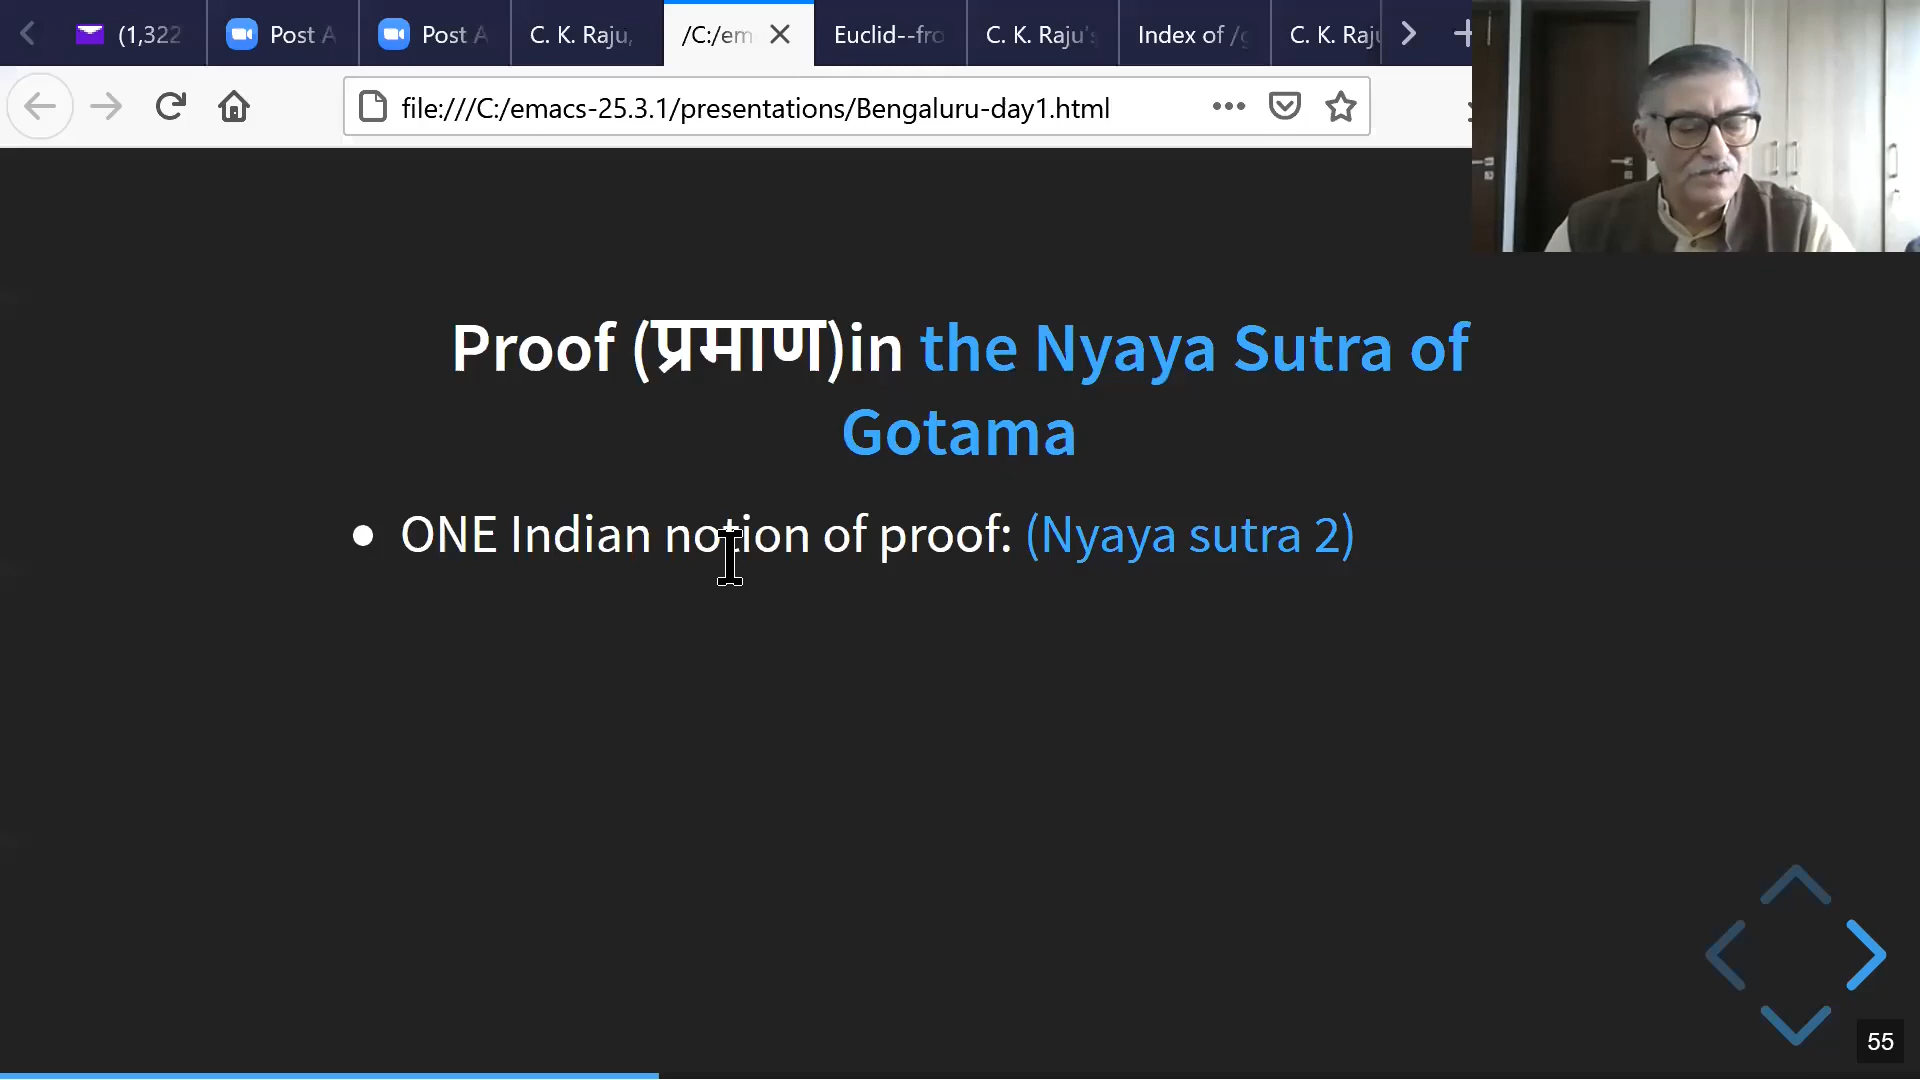 (1,322
Post A
Post A
C. K. Raju,
/C:/em
Euclid--fro
C. K. Raju's
Index of /g
C. K. Raju
file:///C:/emacs-25.3.1/presentations/Bengaluru-day1.html
Proof (प्रमाण)in the Nyaya Sutra of
Gotama
ONE Indian notion of proof: (Nyaya sutra 2)
55